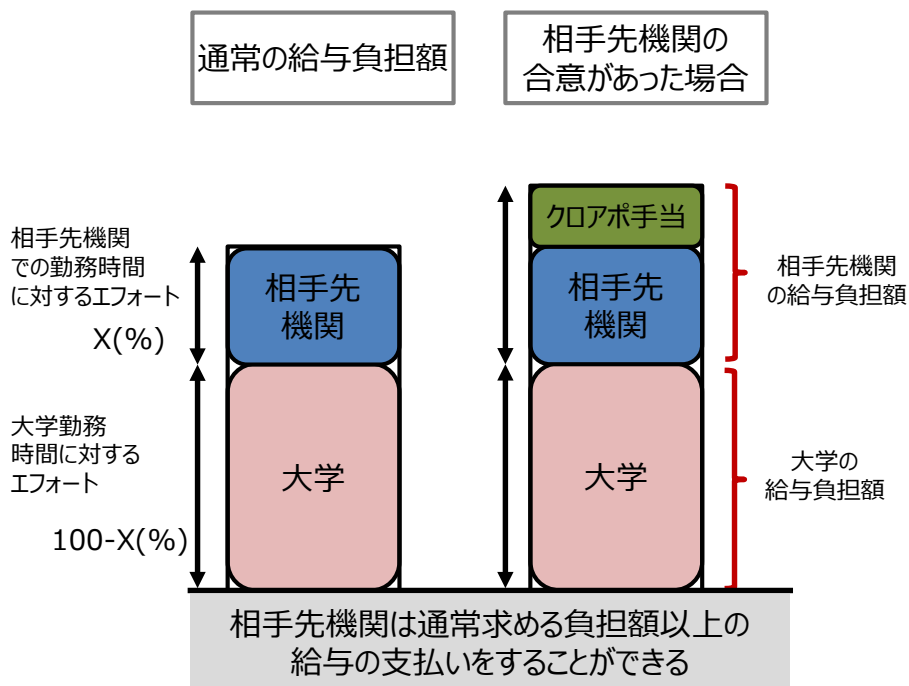 通常の給与負担額
相手先機関の
合意があった場合
相手先機関
での勤務時間
に対するエフォート
X(%)
大学勤務
時間に対する
エフォート
100-X(%)
相手先
機関
大学
クロアポ手当
相手先
機関
大学
相手先機関
の給与負担額
大学の
給与負担額
相手先機関は通常求める負担額以上の
給与の支払いをすることができる